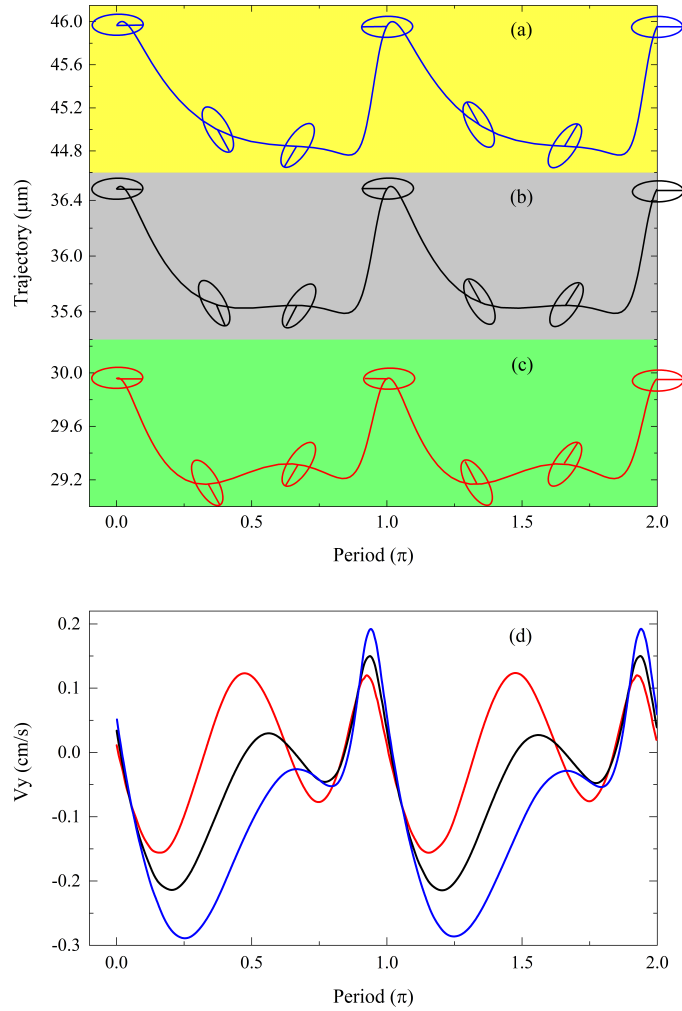 (a)
46.0
45.6
45.2
44.8
(b)
36.4
36.0
35.6
(c)
30.0
29.6
29.2
Trajectory (μm)
0.0 0.5 1.0 1.5 2.0
Period (π)
(d)
0.2
0.1
0.0
-0.1
-0.2
-0.3
Vy (cm/s)
0.0 0.5 1.0 1.5 2.0
Period (π)